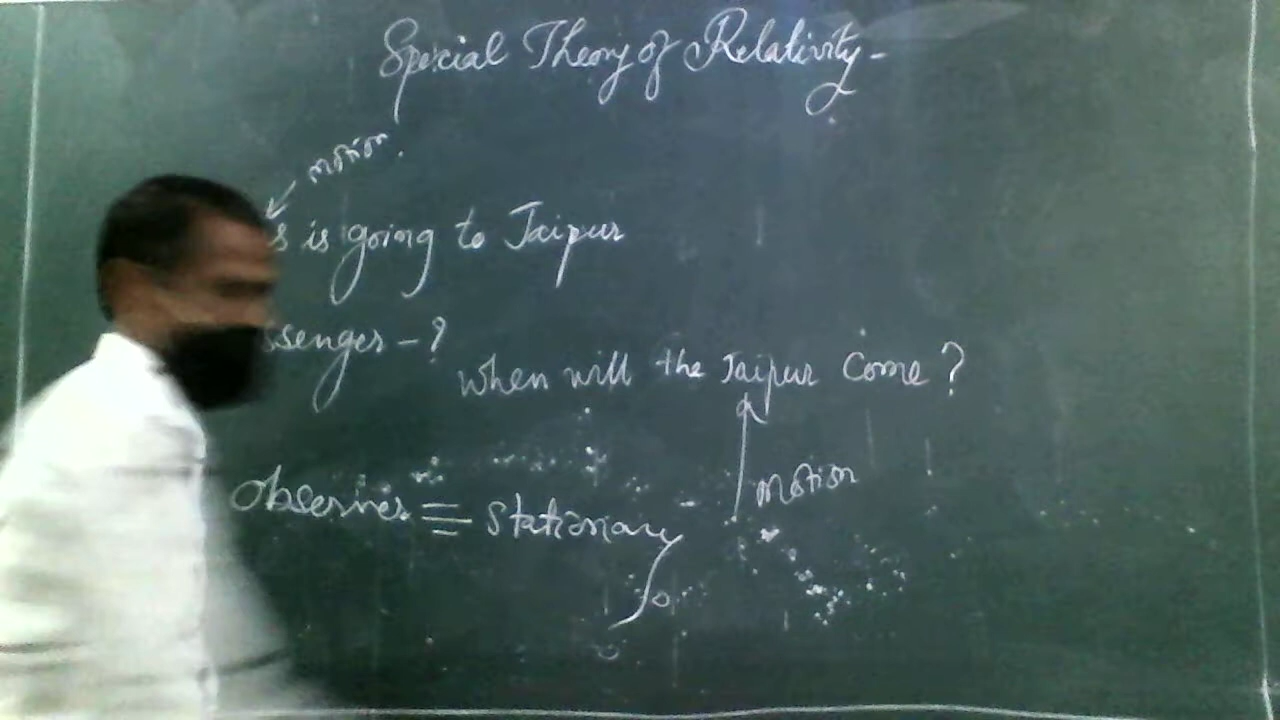 Special Theory of Relativity -
motion.
s is going to Jaipur
ssenger - ?
when will the Jaipur Come ?
motion
Observer ≡ Stationary